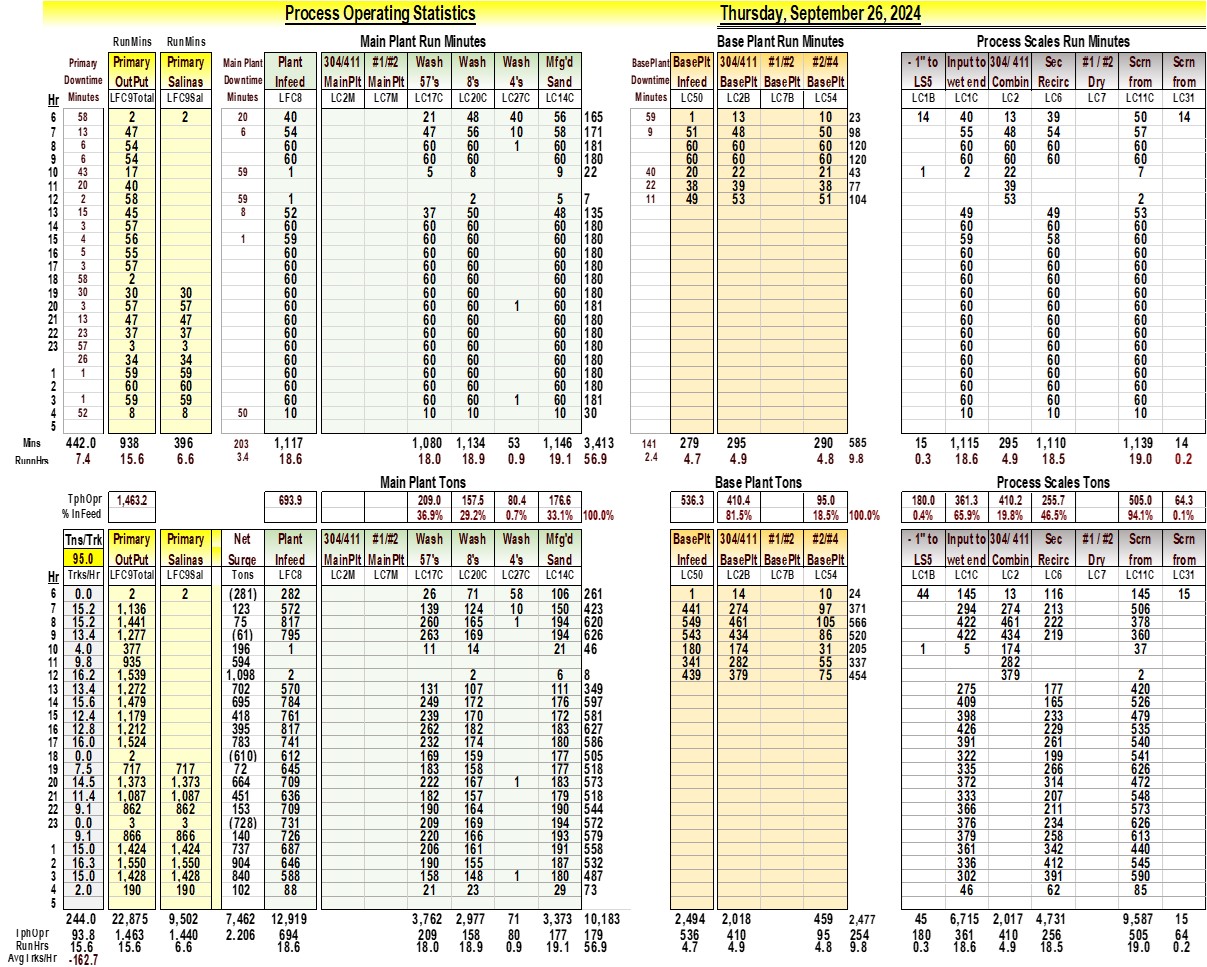 Process Operating Statistics Thursday, September 26, 2024
RunMins RunMins Main Plant Run Minutes Base Plant Run Minutes Process Scales Run Minutes
Primary Primary Primary Main Plant Plant 304/411 #1/#2 Wash Wash Wash Mfg'd BasePlant BasePlt 304/411 #1/#2 #2/#4 - 1" to Input to 304/ 411 Sec #1 / #2 Scrn Scrn
Downtime OutPut Salinas Downtime Infeed MainPlt MainPlt 57's 8's 4's Sand Downtime Infeed BasePlt BasePlt BasePlt LS5 wet end Combin Recirc Dry from from
Hr Minutes LFC9Total LFC9Sal Minutes LFC8 LC2M LC7M LC17C LC20C LC27C LC14C Minutes LC50 LC2B LC7B LC54 LC1B LC1C LC2 LC6 LC7 LC11C LC31
6 58 2 2 20 40 21 48 40 56 165 59 1 13 10 23 14 40 13 39 50 14
7 13 47 6 54 47 56 10 58 171 9 51 48 50 98 55 48 54 57
8 6 54 60 60 60 1 60 181 60 60 60 120 60 60 60 60
9 6 54 60 60 60 60 180 60 60 60 120 60 60 60 60
10 43 17 59 1 5 8 9 22 40 20 22 21 43 1 2 22 7
11 20 40 22 38 39 38 77 39
12 2 58 59 1 2 5 7 11 49 53 51 104 53 2
13 15 45 8 52 37 50 48 135 49 49 53
14 3 57 60 60 60 60 180 60 60 60
15 4 56 1 59 60 60 60 180 59 58 60
16 5 55 60 60 60 60 180 60 60 60
17 3 57 60 60 60 60 180 60 60 60
18 58 2 60 60 60 60 180 60 60 60
19 30 30 30 60 60 60 60 180 60 60 60
20 3 57 57 60 60 60 1 60 181 60 60 60
21 13 47 47 60 60 60 60 180 60 60 60
22 23 37 37 60 60 60 60 180 60 60 60
23 57 3 3 60 60 60 60 180 60 60 60
26 34 34 60 60 60 60 180 60 60 60
1 1 59 59 60 60 60 60 180 60 60 60
2 60 60 60 60 60 60 180 60 60 60
3 1 59 59 60 60 60 1 60 181 60 60 60
4 52 8 8 50 10 10 10 10 30 10 10 10
5
Mins 442.0 938 396 203 1,117 1,080 1,134 53 1,146 3,413 141 279 295 290 585 15 1,115 295 1,110 1,139 14
RunnHrs 7.4 15.6 6.6 3.4 18.6 18.0 18.9 0.9 19.1 56.9 2.4 4.7 4.9 4.8 9.8 0.3 18.6 4.9 18.5 19.0 0.2
Main Plant Tons Base Plant Tons Process Scales Tons
TphOpr 1,463.2 693.9 209.0 157.5 80.4 176.6 536.3 410.4 95.0 180.0 361.3 410.2 255.7 505.0 64.3
% InFeed 36.9% 29.2% 0.7% 33.1% 100.0% 81.5% 18.5% 100.0% 0.4% 65.9% 19.8% 46.5% 94.1% 0.1%
Tns/Trk Primary Primary Net Plant 304/411 #1/#2 Wash Wash Wash Mfg'd BasePlt 304/411 #1/#2 #2/#4 - 1" to Input to 304/ 411 Sec #1 / #2 Scrn Scrn
95.0 OutPut Salinas Surge Infeed MainPlt MainPlt 57's 8's 4's Sand Infeed BasePlt BasePlt BasePlt LS5 wet end Combin Recirc Dry from from
Hr Trks/Hr LFC9Total LFC9Sal Tons LFC8 LC2M LC7M LC17C LC20C LC27C LC14C LC50 LC2B LC7B LC54 LC1B LC1C LC2 LC6 LC7 LC11C LC31
6 0.0 2 2 (281) 282 26 71 58 106 261 1 14 10 24 44 145 13 116 145 15
7 15.2 1,136 123 572 139 124 10 150 423 441 274 97 371 294 274 213 506
8 15.2 1,441 75 817 260 165 1 194 620 549 461 105 566 422 461 222 378
9 13.4 1,277 (61) 795 263 169 194 626 543 434 86 520 422 434 219 360
10 4.0 377 196 1 11 14 21 46 180 174 31 205 1 5 174 37
11 9.8 935 594 341 282 55 337 282
12 16.2 1,539 1,098 2 2 6 8 439 379 75 454 379 2
13 13.4 1,272 702 570 131 107 111 349 275 177 420
14 15.6 1,479 695 784 249 172 176 597 409 165 526
15 12.4 1,179 418 761 239 170 172 581 398 233 479
16 12.8 1,212 395 817 262 182 183 627 426 229 535
17 16.0 1,524 783 741 232 174 180 586 391 261 540
18 0.0 2 (610) 612 169 159 177 505 322 199 541
19 7.5 717 717 72 645 183 158 177 518 335 266 626
20 14.5 1,373 1,373 664 709 222 167 1 183 573 372 314 472
21 11.4 1,087 1,087 451 636 182 157 179 518 333 207 548
22 9.1 862 862 153 709 190 164 190 544 366 211 573
23 0.0 3 3 (728) 731 209 169 194 572 376 234 626
9.1 866 866 140 726 220 166 193 579 379 258 613
1 15.0 1,424 1,424 737 687 206 161 191 558 361 342 440
2 16.3 1,550 1,550 904 646 190 155 187 532 336 412 545
3 15.0 1,428 1,428 840 588 158 148 1 180 487 302 391 590
4 2.0 190 190 102 88 21 23 29 73 46 62 85
5
244.0 22,875 9,502 7,462 12,919 3,762 2,977 71 3,373 10,183 2,494 2,018 459 2,477 45 6,715 2,017 4,731 9,587 15
TphOpr 93.8 1,463 1,440 2.206 694 209 158 80 177 179 536 410 95 254 180 361 410 256 505 64
RunHrs 15.6 15.6 6.6 18.6 18.0 18.9 0.9 19.1 56.9 4.7 4.9 4.8 9.8 0.3 18.6 4.9 18.5 19.0 0.2
Avg Trks/Hr -162.7